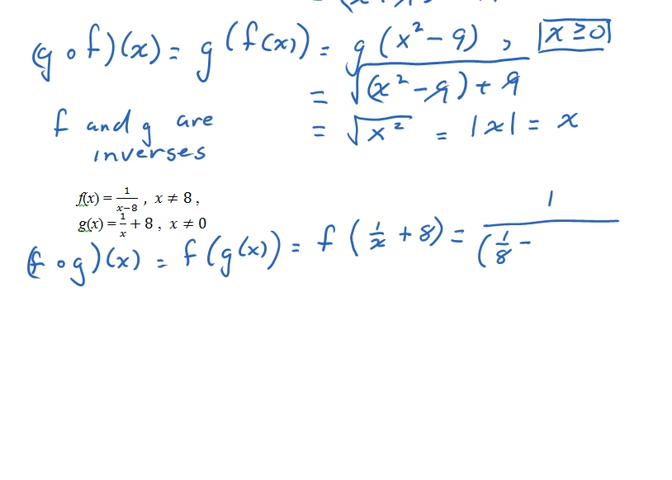 (g ∘ f)(x) = g(f(x)) = g(x² - 9), x ≥ 0
= √(x² - 9) + 9
f and g are
= √x² = |x| = x
inverses
f(x) = 1/(x-8), x ≠ 8,
g(x) = 1/x + 8, x ≠ 0
(f ∘ g)(x) = f(g(x)) = f(1/x + 8) = 1/(1/8 -